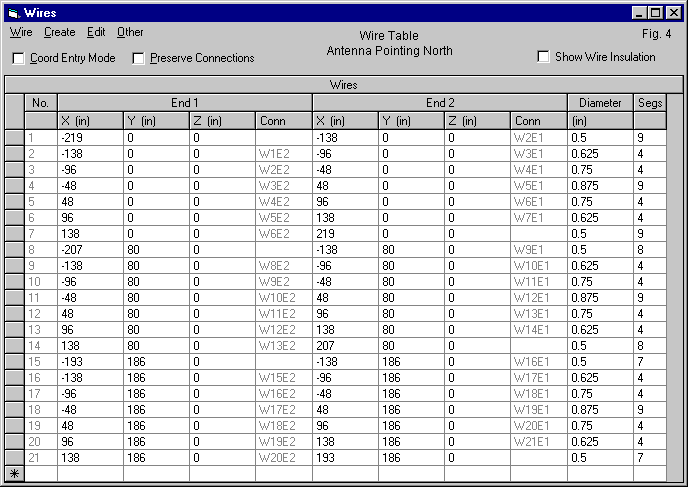 Wires
Wire Create Edit Other
Wire Table
Fig. 4
Antenna Pointing North
Coord Entry Mode Preserve Connections Show Wire Insulation
Wires
No. End 1 End 2 Diameter Segs
X (in) Y (in) Z (in) Conn X (in) Y (in) Z (in) Conn (in)
1 -219 0 0 -138 0 0 W2E1 0.5 9
2 -138 0 0 W1E2 -96 0 0 W3E1 0.625 4
3 -96 0 0 W2E2 -48 0 0 W4E1 0.75 4
4 -48 0 0 W3E2 48 0 0 W5E1 0.875 9
5 48 0 0 W4E2 96 0 0 W6E1 0.75 4
6 96 0 0 W5E2 138 0 0 W7E1 0.625 4
7 138 0 0 W6E2 219 0 0 0.5 9
8 -207 80 0 -138 80 0 W9E1 0.5 8
9 -138 80 0 W8E2 -96 80 0 W10E1 0.625 4
10 -96 80 0 W9E2 -48 80 0 W11E1 0.75 4
11 -48 80 0 W10E2 48 80 0 W12E1 0.875 9
12 48 80 0 W11E2 96 80 0 W13E1 0.75 4
13 96 80 0 W12E2 138 80 0 W14E1 0.625 4
14 138 80 0 W13E2 207 80 0 0.5 8
15 -193 186 0 -138 186 0 W16E1 0.5 7
16 -138 186 0 W15E2 -96 186 0 W17E1 0.625 4
17 -96 186 0 W16E2 -48 186 0 W18E1 0.75 4
18 -48 186 0 W17E2 48 186 0 W19E1 0.875 9
19 48 186 0 W18E2 96 186 0 W20E1 0.75 4
20 96 186 0 W19E2 138 186 0 W21E1 0.625 4
21 138 186 0 W20E2 193 186 0 0.5 7